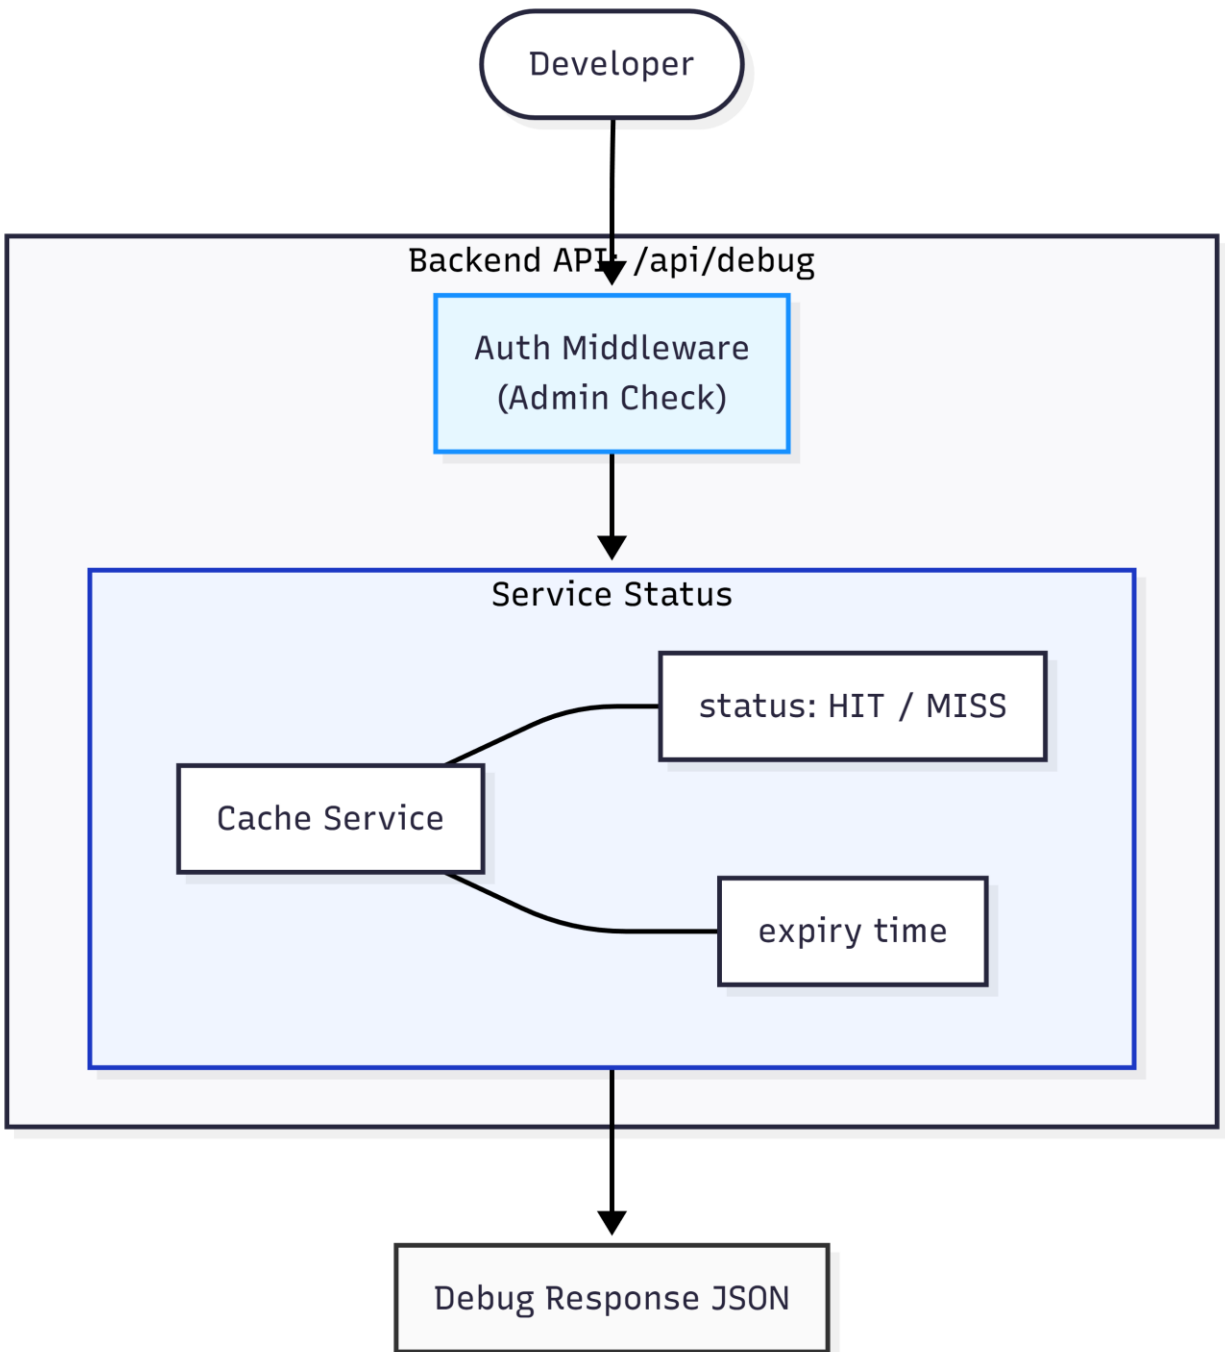 Developer
Backend API: /api/debug
Auth Middleware
(Admin Check)
Service Status
status: HIT / MISS
Cache Service
expiry time
Debug Response JSON